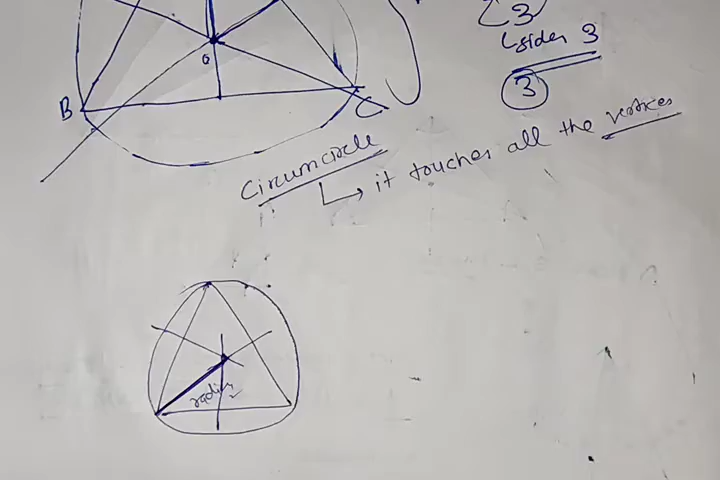 3
sides 3
3
O
B
C
Circumcircle
it touches all the vertices
radius